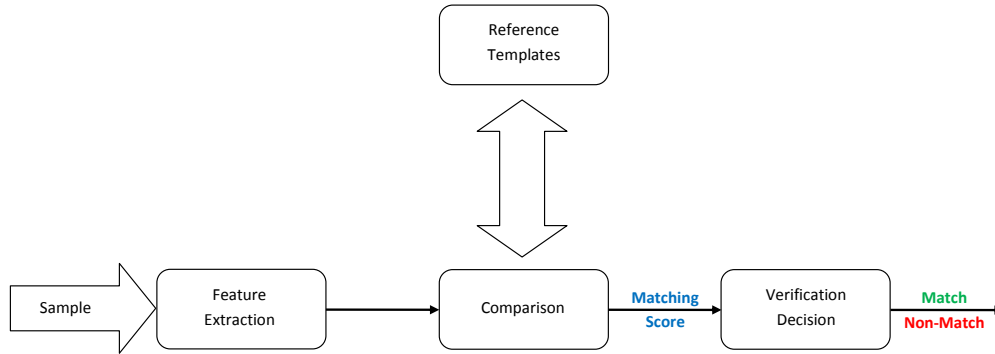 Reference
Templates
Sample
Feature
Extraction
Comparison
Matching
Score
Verification
Decision
Match
Non-Match